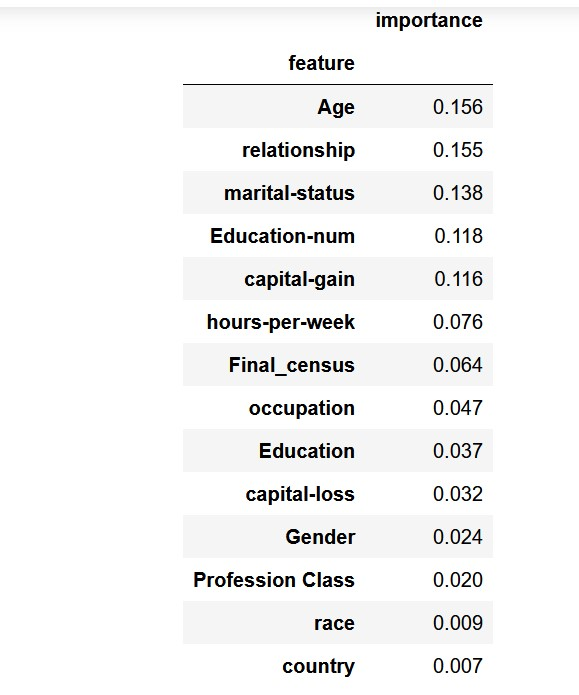 importance
feature
Age 0.156
relationship 0.155
marital-status 0.138
Education-num 0.118
capital-gain 0.116
hours-per-week 0.076
Final_census 0.064
occupation 0.047
Education 0.037
capital-loss 0.032
Gender 0.024
Profession Class 0.020
race 0.009
country 0.007